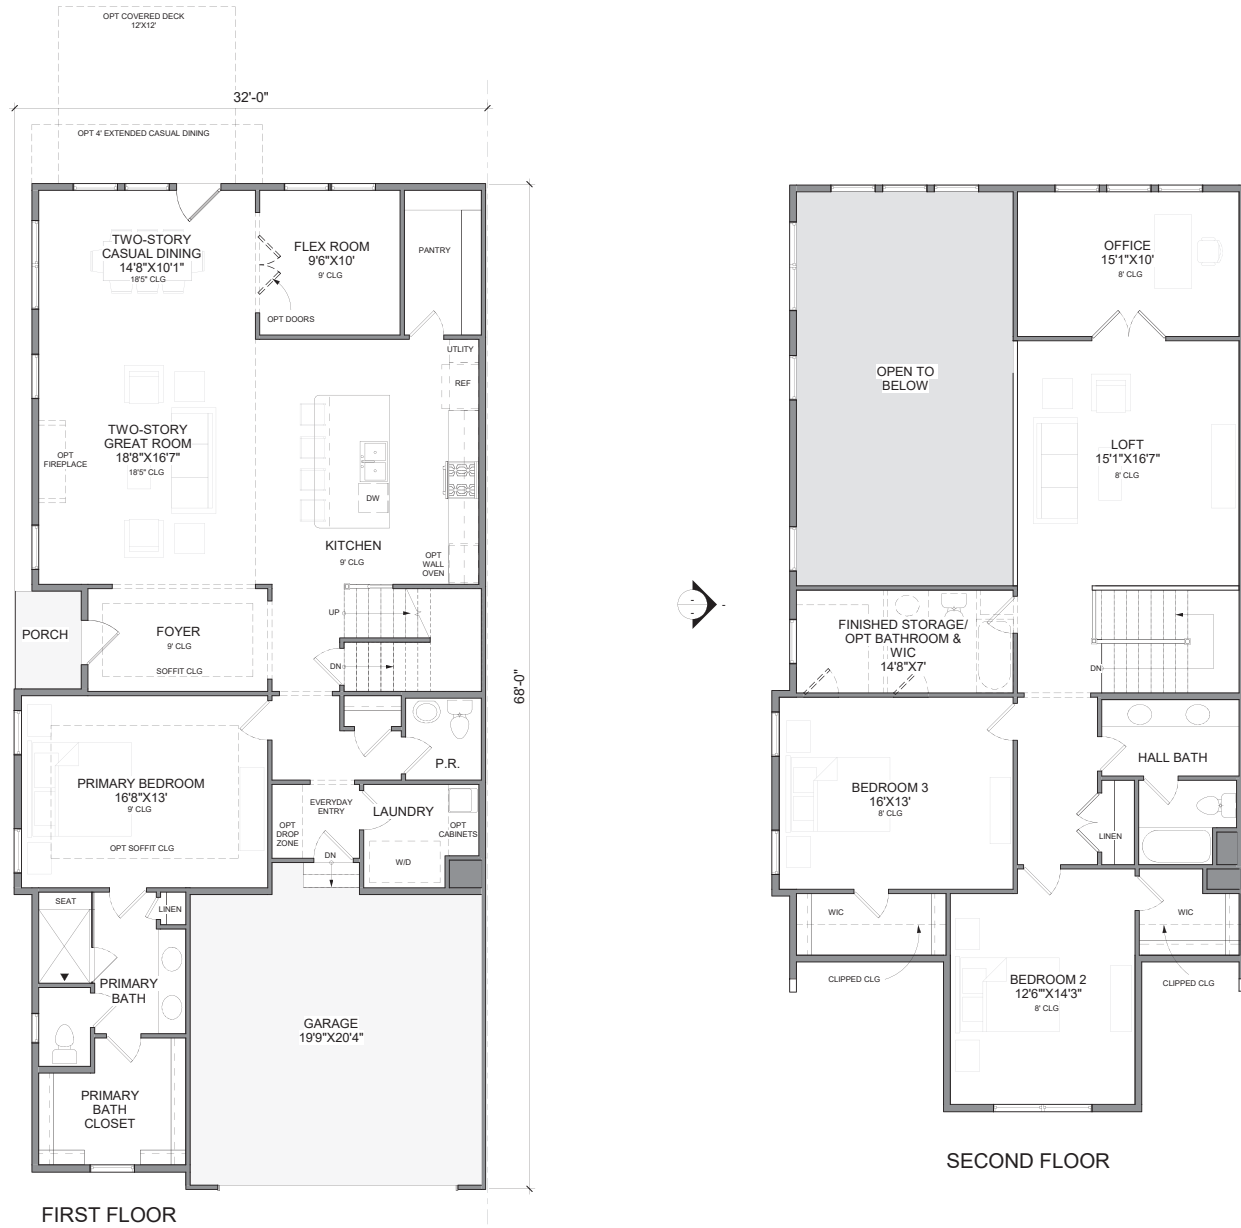 OPT COVERED DECK
12'X12'
32'-0"
OPT 4' EXTENDED CASUAL DINING
TWO-STORY
CASUAL DINING
14'8"X10'1"
18'5" CLG
FLEX ROOM
9'6"X10'
9' CLG
OPT DOORS
PANTRY
UTLITY
REF
TWO-STORY
GREAT ROOM
18'8"X16'7"
18'5" CLG
OPT
FIREPLACE
DW
KITCHEN
9' CLG
OPT
WALL
OVEN
PORCH
FOYER
9' CLG
SOFFIT CLG
UP
DN
68'-0"
PRIMARY BEDROOM
16'8"X13'
9' CLG
OPT SOFFIT CLG
P.R.
EVERYDAY
ENTRY
OPT
DROP
ZONE
DN
LAUNDRY
OPT
CABINETS
W/D
SEAT
LINEN
PRIMARY
BATH
PRIMARY
BATH
CLOSET
GARAGE
19'9"X20'4"
FIRST FLOOR
OFFICE
15'1"X10'
8' CLG
OPEN TO
BELOW
LOFT
15'1"X16'7"
8' CLG
FINISHED STORAGE/
OPT BATHROOM &
WIC
14'8"X7'
DN
HALL BATH
BEDROOM 3
16'X13'
8' CLG
LINEN
WIC
CLIPPED CLG
WIC
CLIPPED CLG
BEDROOM 2
12'6"'X14'3"
8' CLG
SECOND FLOOR